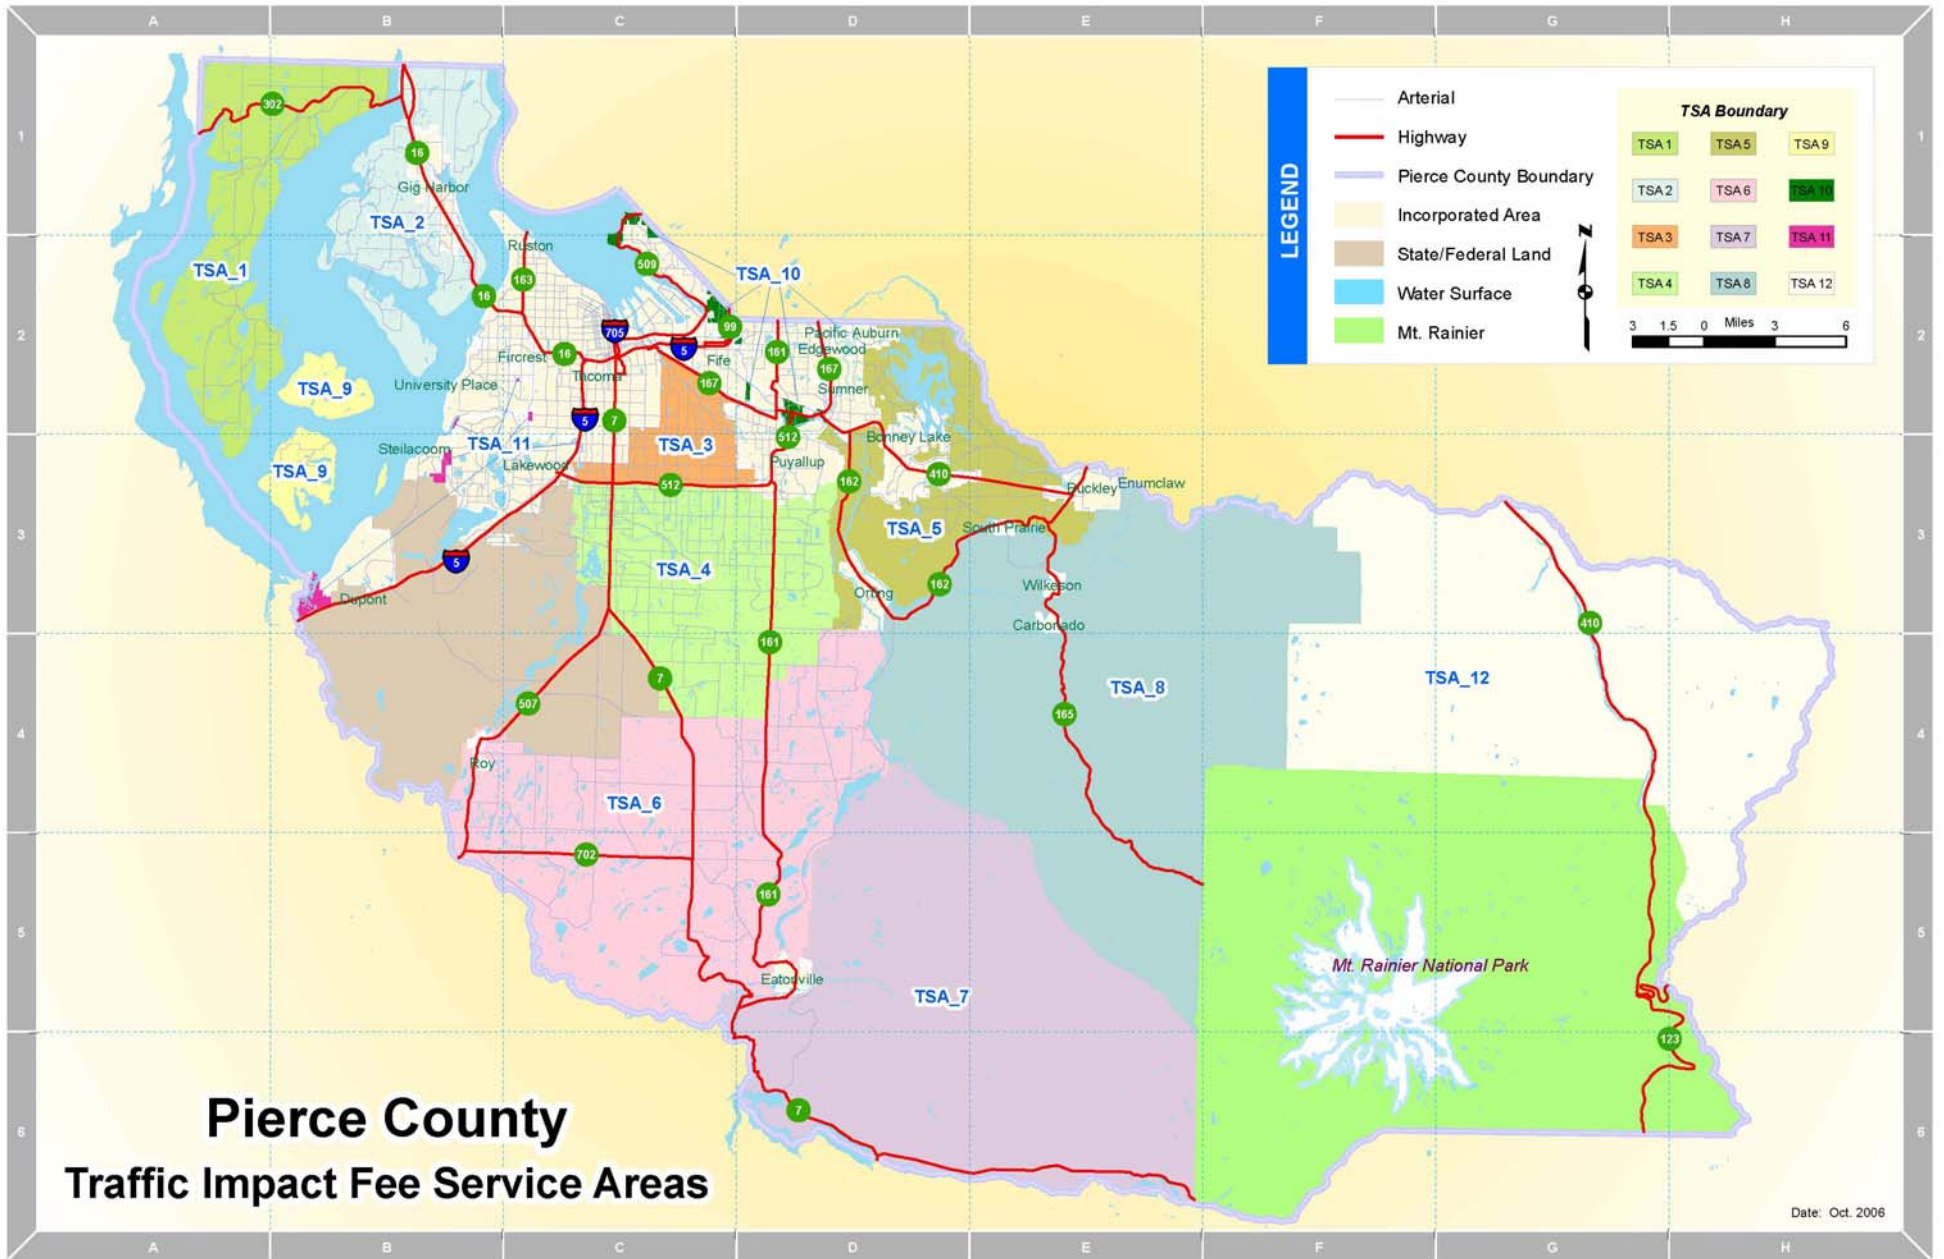 A B C D E F G H
1
2
3
4
5
6
1
2
3
4
5
6
LEGEND
Arterial
Highway
Pierce County Boundary
Incorporated Area
State/Federal Land
Water Surface
Mt. Rainier
N
TSA Boundary
TSA 1 TSA 5 TSA 9
TSA 2 TSA 6 TSA 10
TSA 3 TSA 7 TSA 11
TSA 4 TSA 8 TSA 12
3 1.5 0 Miles 3 6
302
16
Gig Harbor
TSA_2
Ruston
TSA_1
509
TSA_10
163
16
705
99
Pacific Auburn
5
161
Edgewood
16
Fircrest
Fife
167
Tacoma
University Place
167
Sumner
TSA_9
5
7
512
Bonney Lake
TSA_11
TSA_3
Steilacoom
Puyallup
Lakewood
TSA_9
410
162
512
Buckley
Enumclaw
TSA_5
South Prairie
5
TSA_4
162
Wilkeson
Orting
Dupont
Carbonado
410
161
7
TSA_8
TSA_12
507
165
Roy
TSA_6
702
161
Mt. Rainier National Park
Eatonville
TSA_7
123
7
Pierce County
Traffic Impact Fee Service Areas
Date: Oct. 2006
A B C D E F G H